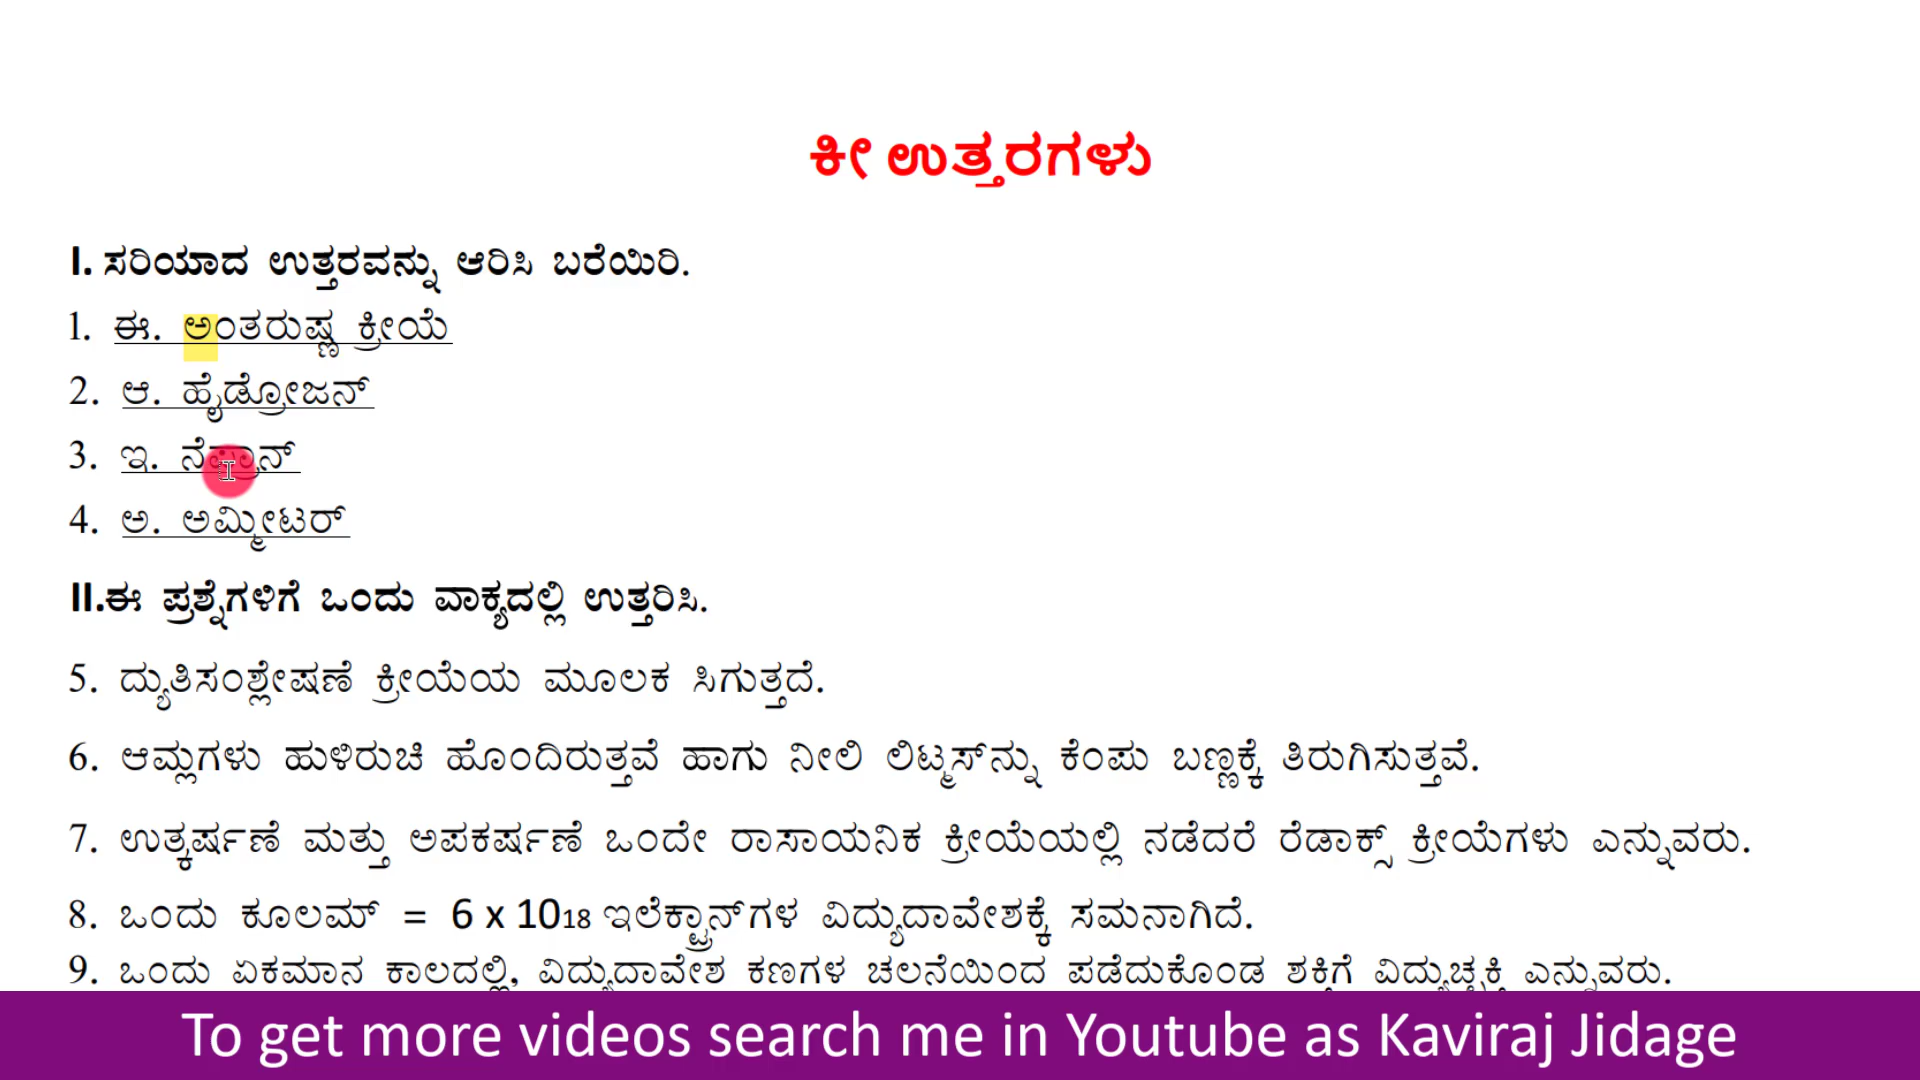 ಕೀ ಉತ್ತರಗಳು
I. ಸರಿಯಾದ ಉತ್ತರವನ್ನು ಆರಿಸಿ ಬರೆಯಿರಿ.
1. ಈ. ಅಂತರುಷ್ಣ ಕ್ರೀಯೆ
2. ಆ. ಹೈಡ್ರೋಜನ್
3. ಇ.
4. ಅ. ಅಮ್ಮೀಟರ್
II.ಈ ಪ್ರಶ್ನೆಗಳಿಗೆ ಒಂದು ವಾಕ್ಯದಲ್ಲಿ ಉತ್ತರಿಸಿ.
5. ದ್ಯುತಿಸಂಶ್ಲೇಷಣೆ ಕ್ರೀಯೆಯ ಮೂಲಕ ಸಿಗುತ್ತದೆ.
6. ಆಮ್ಲಗಳು ಹುಳಿರುಚಿ ಹೊಂದಿರುತ್ತವೆ ಹಾಗು ನೀಲಿ ಲಿಟ್ಮಸ್‌ನ್ನು ಕೆಂಪು ಬಣ್ಣಕ್ಕೆ ತಿರುಗಿಸುತ್ತವೆ.
7. ಉತ್ಕರ್ಷಣೆ ಮತ್ತು ಅಪಕರ್ಷಣೆ ಒಂದೇ ರಾಸಾಯನಿಕ ಕ್ರೀಯೆಯಲ್ಲಿ ನಡೆದರೆ ರೆಡಾಕ್ಸ್ ಕ್ರೀಯೆಗಳು ಎನ್ನುವರು.
8. ಒಂದು ಕೂಲಮ್ = 6 x 1018 ಇಲೆಕ್ಟ್ರಾನ್‌ಗಳ ವಿದ್ಯುದಾವೇಶಕ್ಕೆ ಸಮನಾಗಿದೆ.
9. ಒಂದು ಏಕಮಾನ ಕಾಲದಲ್ಲಿ, ವಿದ್ಯುದಾವೇಶ ಕಣಗಳ ಚಲನೆಯಿಂದ ಪಡೆದುಕೊಂಡ ಶಕ್ತಿಗೆ ವಿದ್ಯುಚ್ಛಕ್ತಿ ಎನ್ನುವರು.
To get more videos search me in Youtube as Kaviraj Jidage